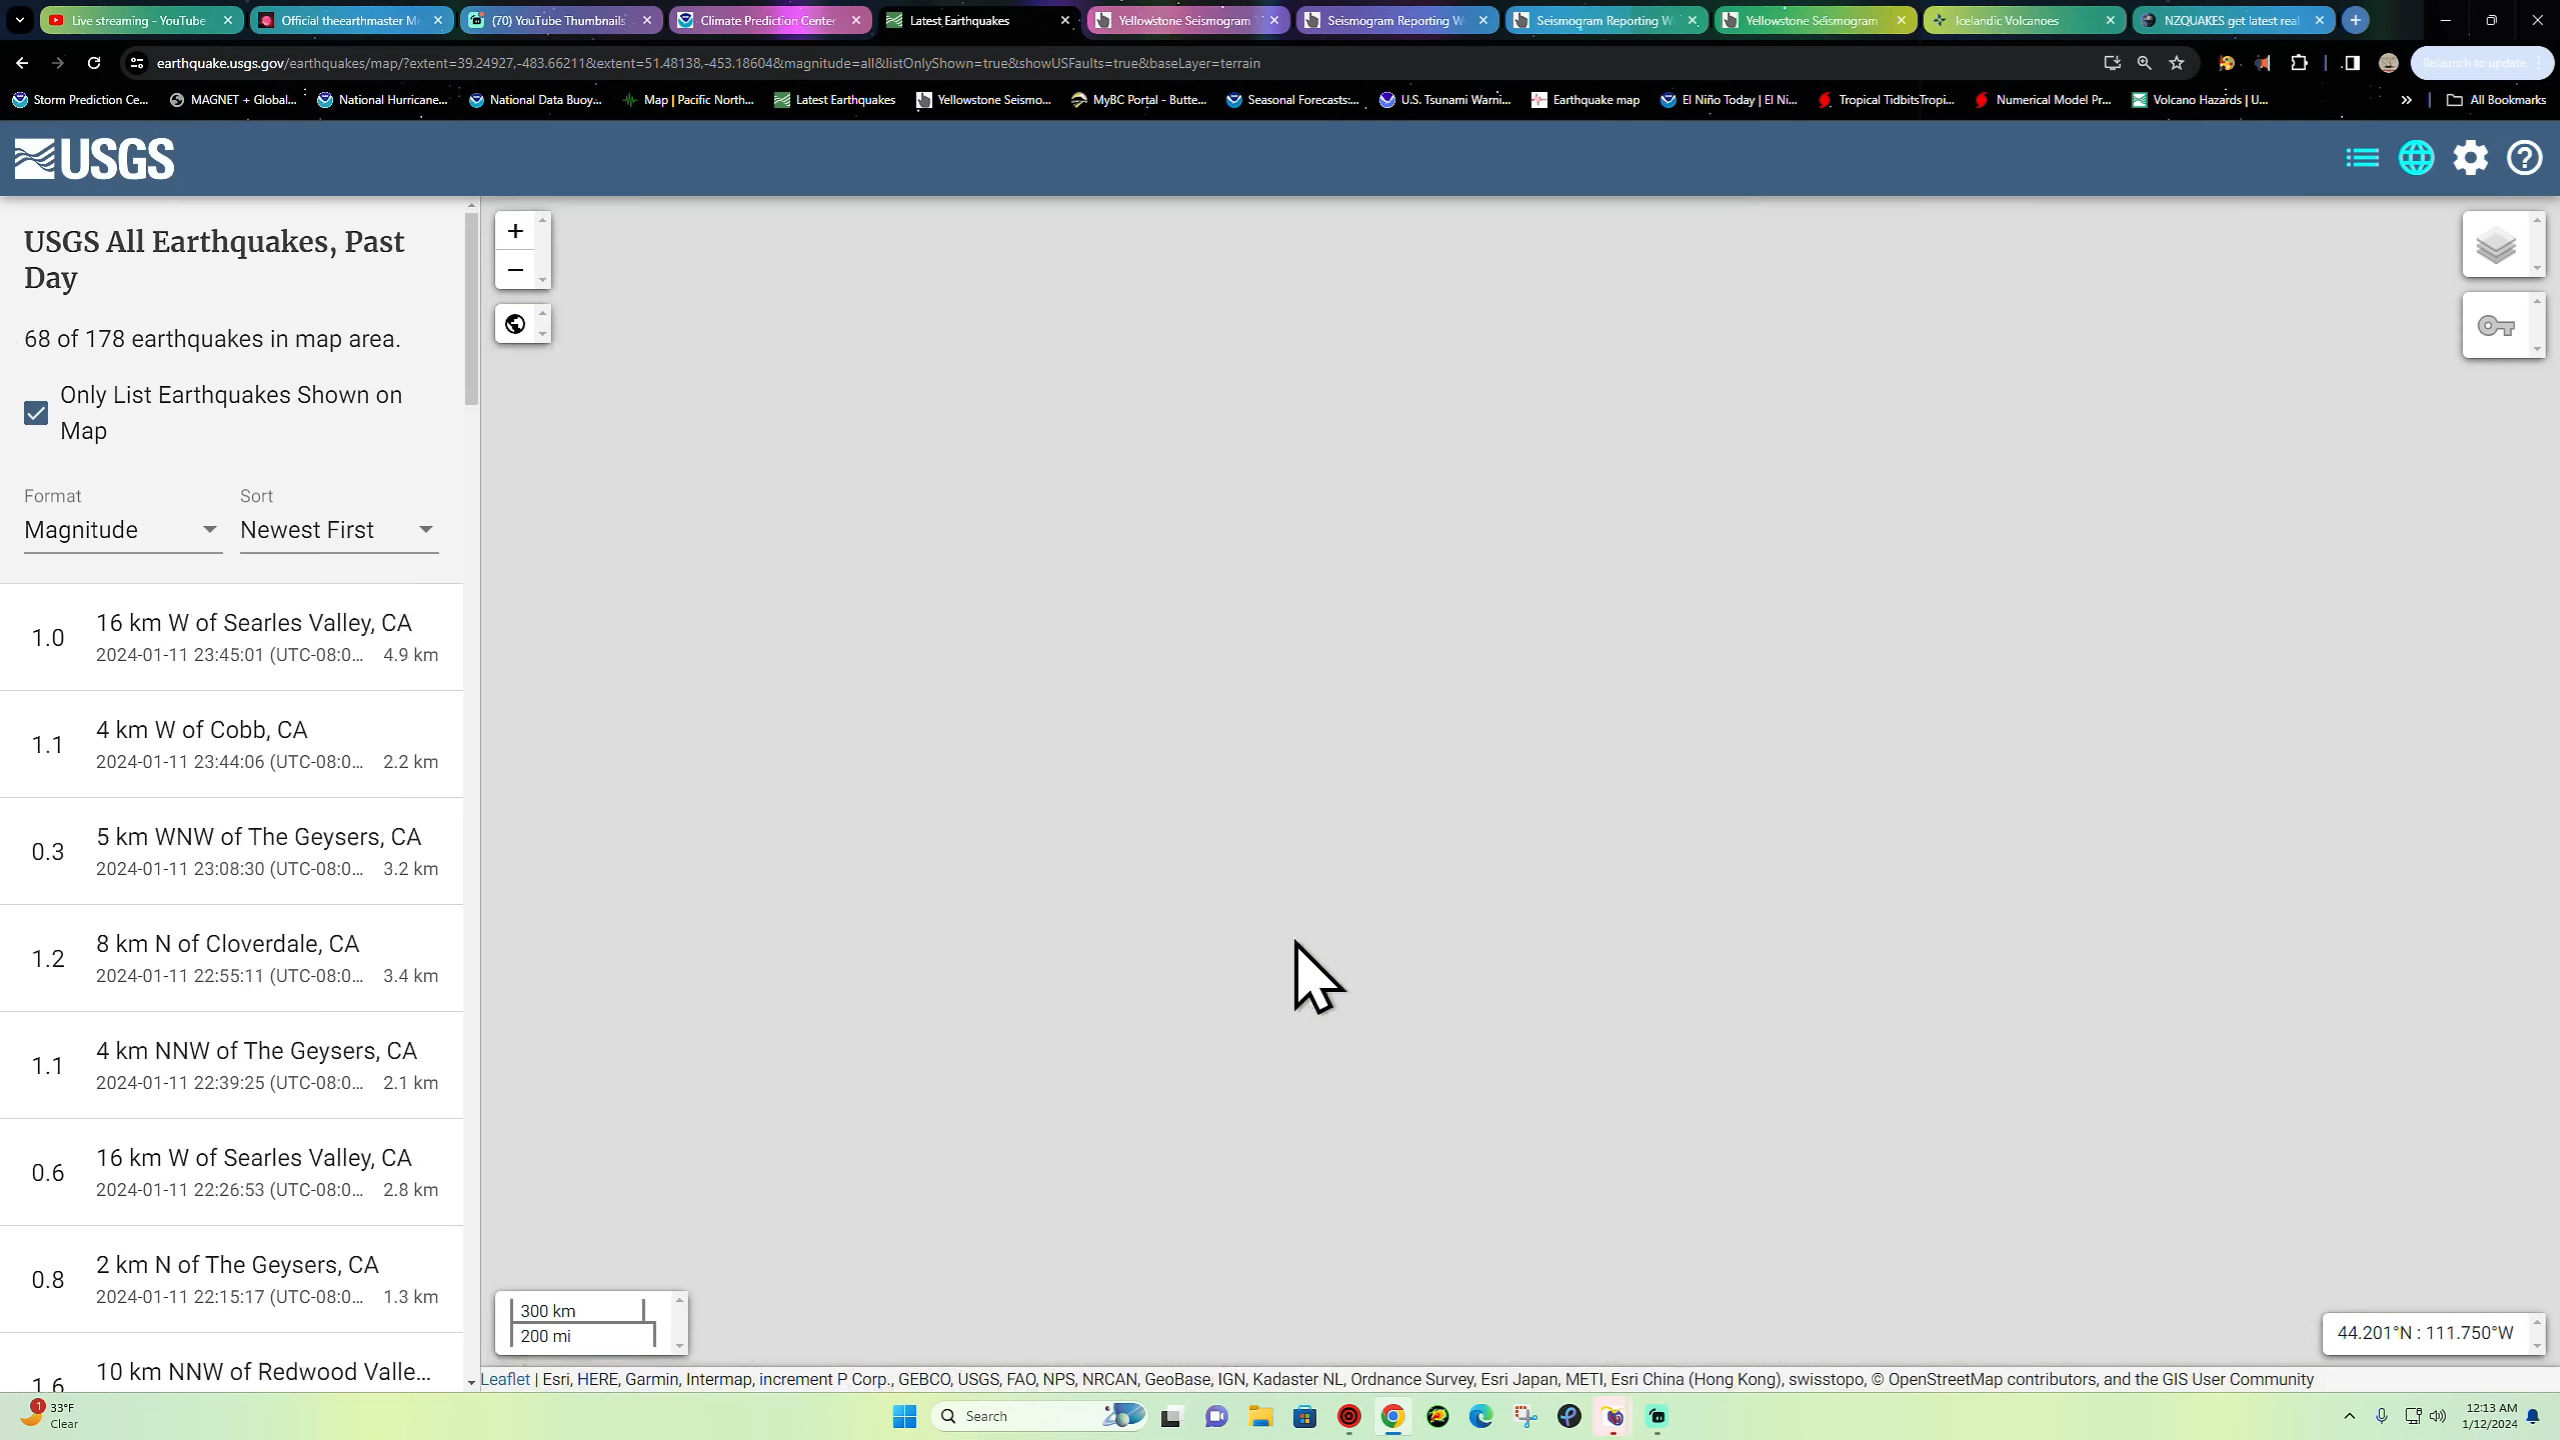 Live streaming - YouTube
Official theearthmaster Me
(70) YouTube Thumbnails
Climate Prediction Center
Latest Earthquakes
Yellowstone Seismogram
Seismogram Reporting W
Seismogram Reporting W
Yellowstone Seismogram
Icelandic Volcanoes
NZQUAKES get latest real
earthquake.usgs.gov/earthquakes/map/?extent=39.24927,-483.66211&extent=51.48138,-453.18604&magnitude=all&listOnlyShown=true&showUSFaults=true&baseLayer=terrain
Relaunch to update
Storm Prediction Ce...
MAGNET + Global...
National Hurricane...
National Data Buoy...
Map | Pacific North...
Latest Earthquakes
Yellowstone Seismo...
MyBC Portal - Butte...
Seasonal Forecasts:...
U.S. Tsunami Warni...
Earthquake map
El Niño Today | El Ni...
Tropical TidbitsTropi...
Numerical Model Pr...
Volcano Hazards | U...
All Bookmarks
USGS
USGS All Earthquakes, Past
Day
68 of 178 earthquakes in map area.
Only List Earthquakes Shown on
Map
Format
Sort
Magnitude
Newest First
1.0
16 km W of Searles Valley, CA
2024-01-11 23:45:01 (UTC-08:0... 4.9 km
1.1
4 km W of Cobb, CA
2024-01-11 23:44:06 (UTC-08:0... 2.2 km
0.3
5 km WNW of The Geysers, CA
2024-01-11 23:08:30 (UTC-08:0... 3.2 km
1.2
8 km N of Cloverdale, CA
2024-01-11 22:55:11 (UTC-08:0... 3.4 km
1.1
4 km NNW of The Geysers, CA
2024-01-11 22:39:25 (UTC-08:0... 2.1 km
0.6
16 km W of Searles Valley, CA
2024-01-11 22:26:53 (UTC-08:0... 2.8 km
0.8
2 km N of The Geysers, CA
2024-01-11 22:15:17 (UTC-08:0... 1.3 km
1.6
10 km NNW of Redwood Valle...
+
−
300 km
200 mi
44.201°N : 111.750°W
Leaflet | Esri, HERE, Garmin, Intermap, increment P Corp., GEBCO, USGS, FAO, NPS, NRCAN, GeoBase, IGN, Kadaster NL, Ordnance Survey, Esri Japan, METI, Esri China (Hong Kong), swisstopo, © OpenStreetMap contributors, and the GIS User Community
1
33°F
Clear
Search
12:13 AM
1/12/2024